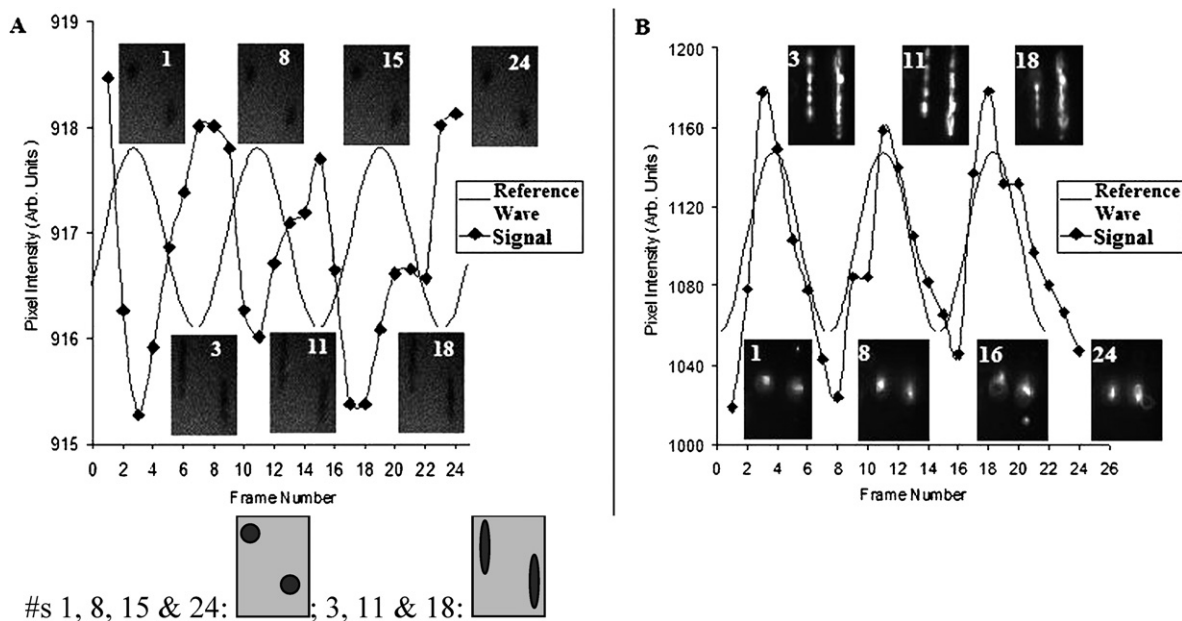 A
919
918
917
916
915
Pixel Intensity (Arb. Units)
1
8
15
24
3
11
18
Reference
Wave
Signal
0 2 4 6 8 10 12 14 16 18 20 22 24
Frame Number
B
1200
1160
1120
1080
1040
1000
Pixel Intensity (Arb. Units)
3
11
18
1
8
16
24
Reference
Wave
Signal
0 2 4 6 8 10 12 14 16 18 20 22 24 26
Frame Number
#s 1, 8, 15 & 24: ; 3, 11 & 18: